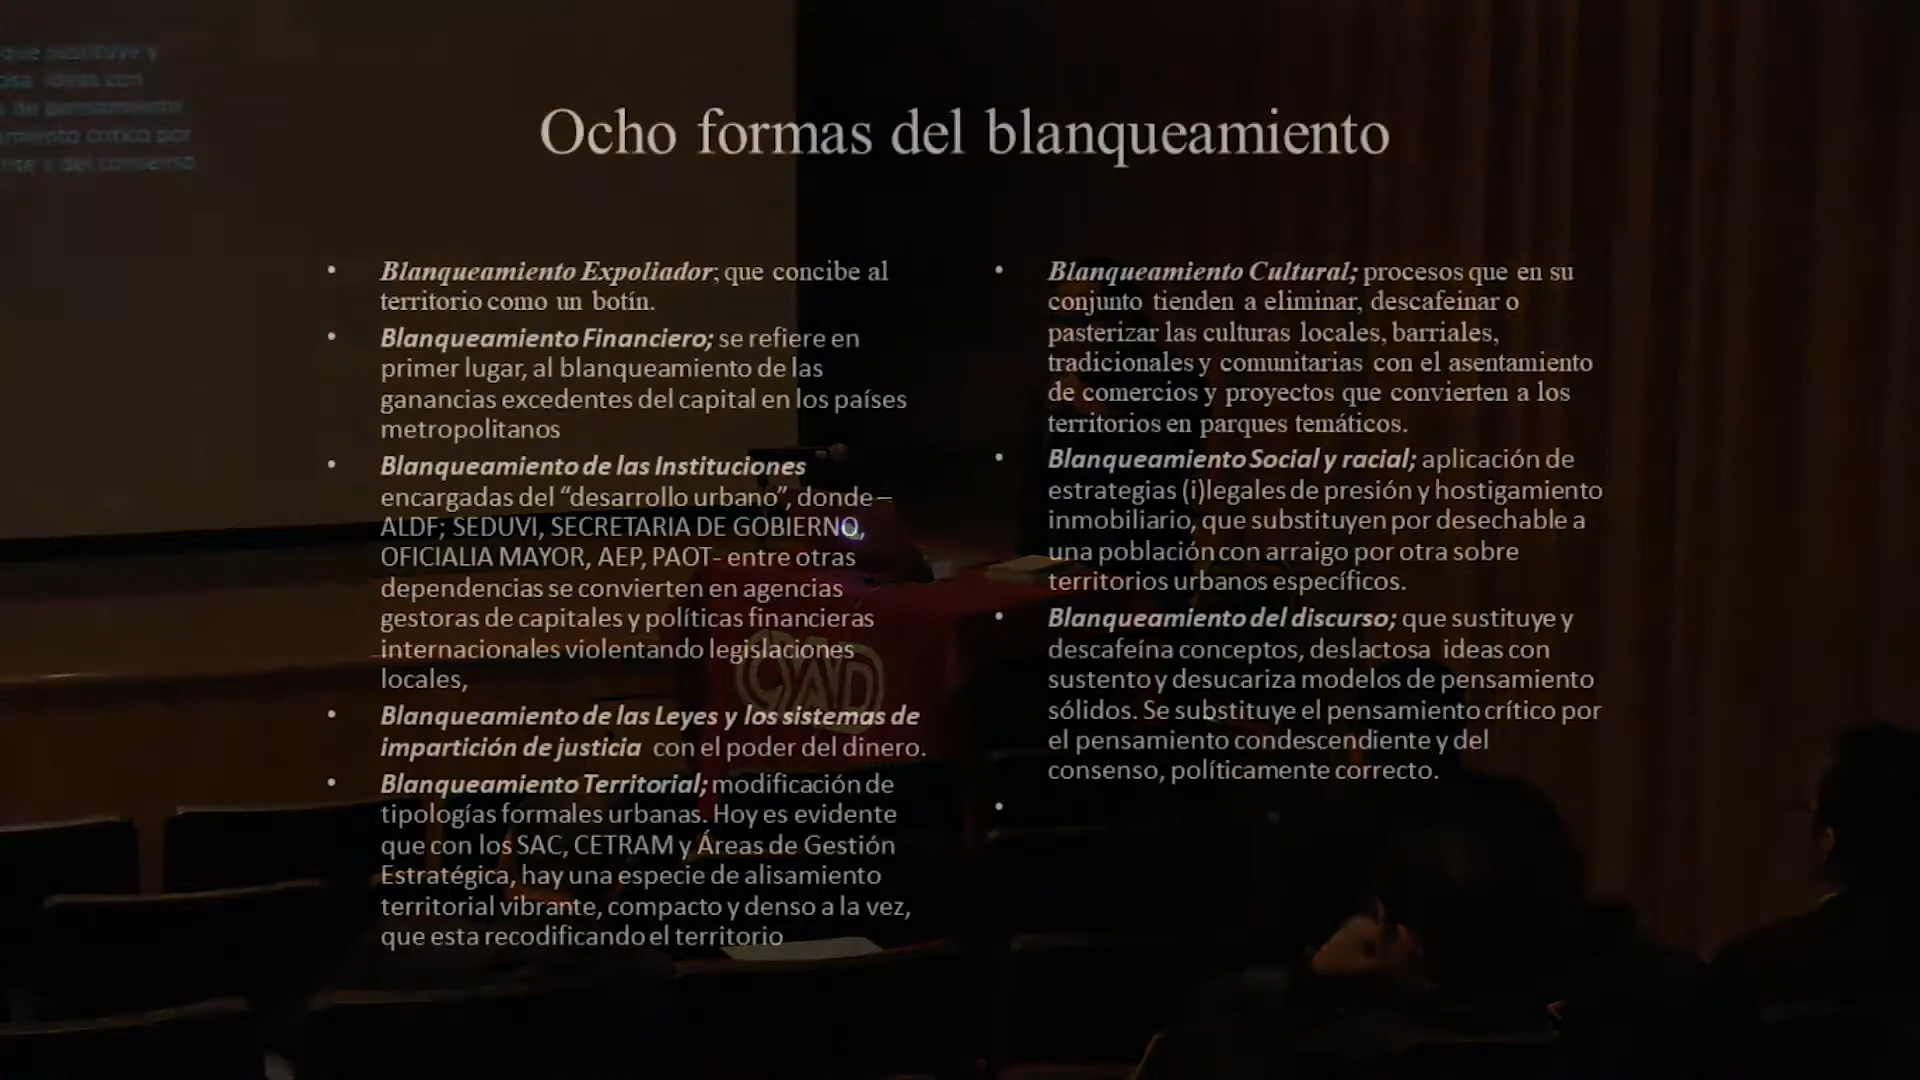 que sustituye y
ideas con
de pensamiento
crítico por
y del consenso
Ocho formas del blanqueamiento
• Blanqueamiento Expoliador; que concibe al
territorio como un botín.
• Blanqueamiento Financiero; se refiere en
primer lugar, al blanqueamiento de las
ganancias excedentes del capital en los países
metropolitanos
• Blanqueamiento de las Instituciones
encargadas del “desarrollo urbano”, donde –
ALDF; SEDUVI, SECRETARIA DE GOBIERNO,
OFICIALIA MAYOR, AEP, PAOT- entre otras
dependencias se convierten en agencias
gestoras de capitales y políticas financieras
internacionales violentando legislaciones
locales,
• Blanqueamiento de las Leyes y los sistemas de
impartición de justicia con el poder del dinero.
• Blanqueamiento Territorial; modificación de
tipologías formales urbanas. Hoy es evidente
que con los SAC, CETRAM y Áreas de Gestión
Estratégica, hay una especie de alisamiento
territorial vibrante, compacto y denso a la vez,
que esta recodificando el territorio
• Blanqueamiento Cultural; procesos que en su
conjunto tienden a eliminar, descafeinar o
pasterizar las culturas locales, barriales,
tradicionales y comunitarias con el asentamiento
de comercios y proyectos que convierten a los
territorios en parques temáticos.
• Blanqueamiento Social y racial; aplicación de
estrategias (i)legales de presión y hostigamiento
inmobiliario, que substituyen por desechable a
una población con arraigo por otra sobre
territorios urbanos específicos.
• Blanqueamiento del discurso; que sustituye y
descafeína conceptos, deslactosa ideas con
sustento y desucariza modelos de pensamiento
sólidos. Se substituye el pensamiento crítico por
el pensamiento condescendiente y del
consenso, políticamente correcto.
•